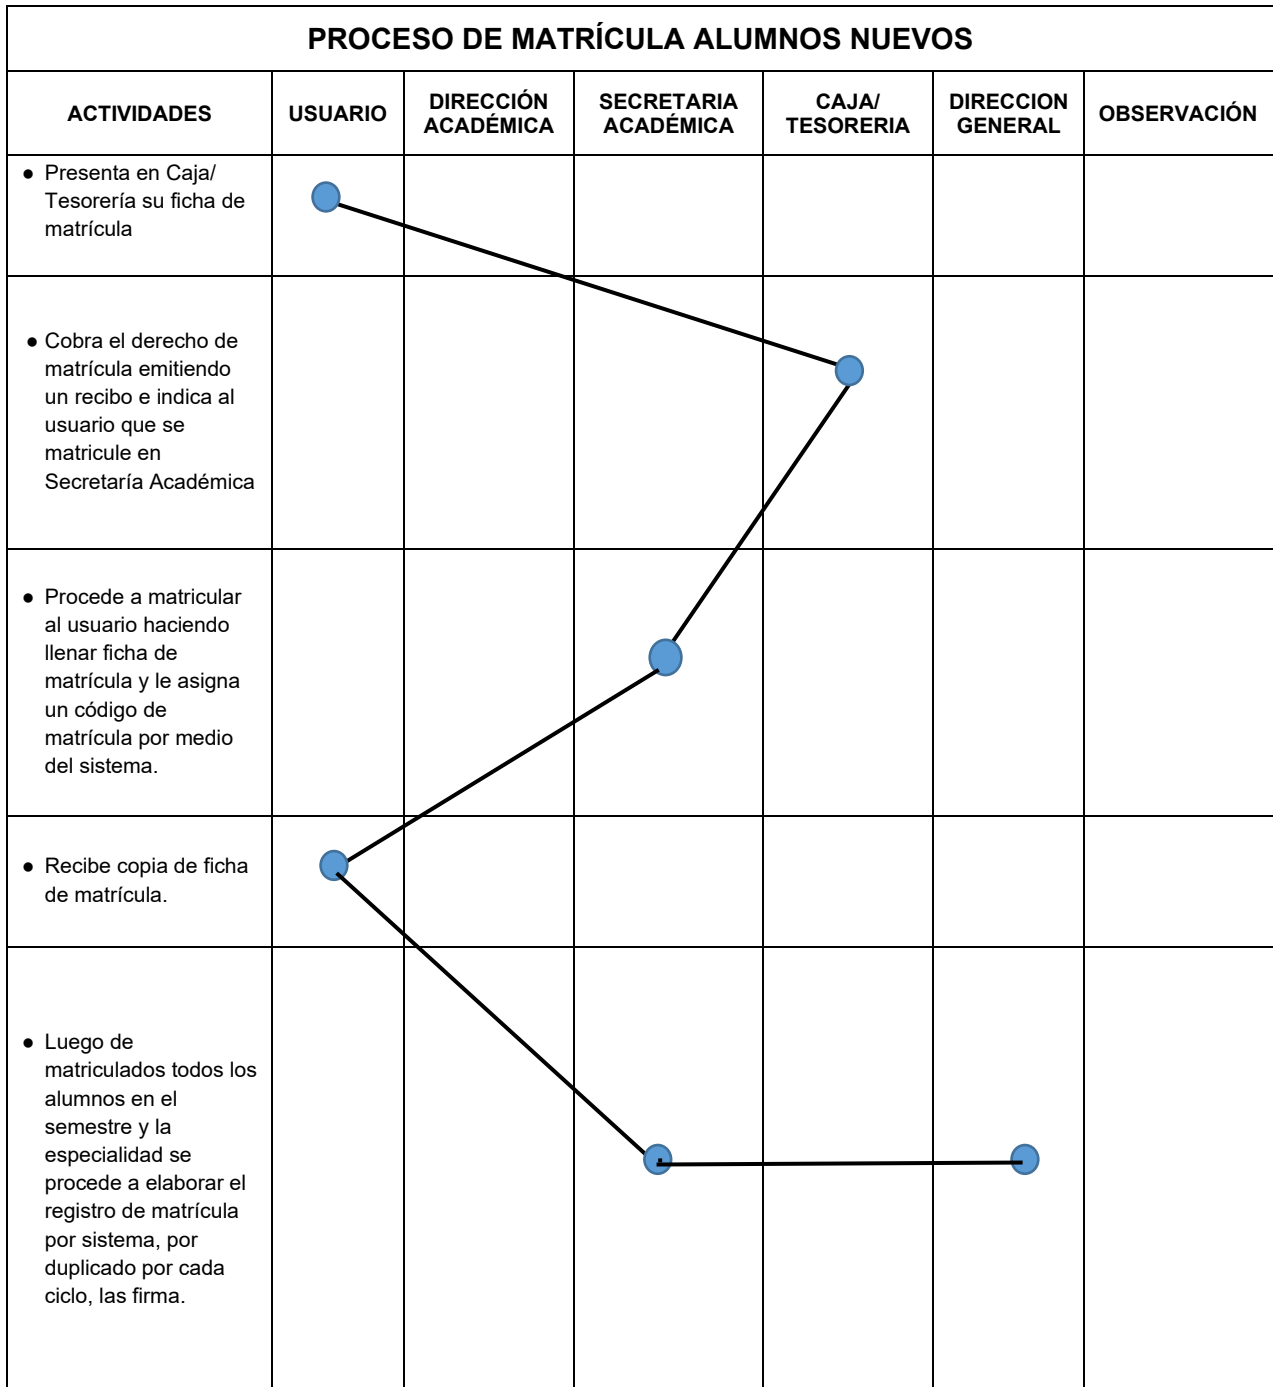 PROCESO DE MATRÍCULA ALUMNOS NUEVOS
ACTIVIDADES
USUARIO
DIRECCIÓN
ACADÉMICA
SECRETARIA
ACADÉMICA
CAJA/
TESORERIA
DIRECCION
GENERAL
OBSERVACIÓN
● Presenta en Caja/
Tesorería su ficha de
matrícula
● Cobra el derecho de
matrícula emitiendo
un recibo e indica al
usuario que se
matricule en
Secretaría Académica
● Procede a matricular
al usuario haciendo
llenar ficha de
matrícula y le asigna
un código de
matrícula por medio
del sistema.
● Recibe copia de ficha
de matrícula.
● Luego de
matriculados todos los
alumnos en el
semestre y la
especialidad se
procede a elaborar el
registro de matrícula
por sistema, por
duplicado por cada
ciclo, las firma.